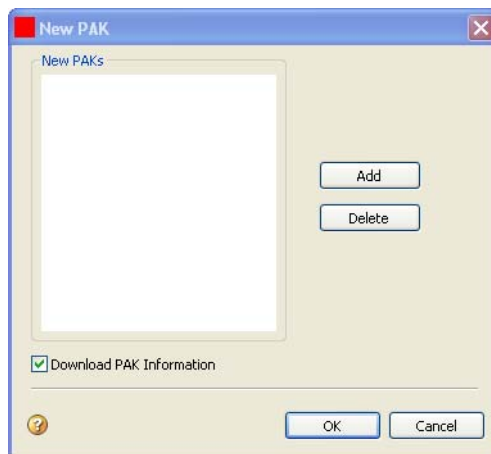 New PAK
New PAKs
Add
Delete
Download PAK Information
OK
Cancel